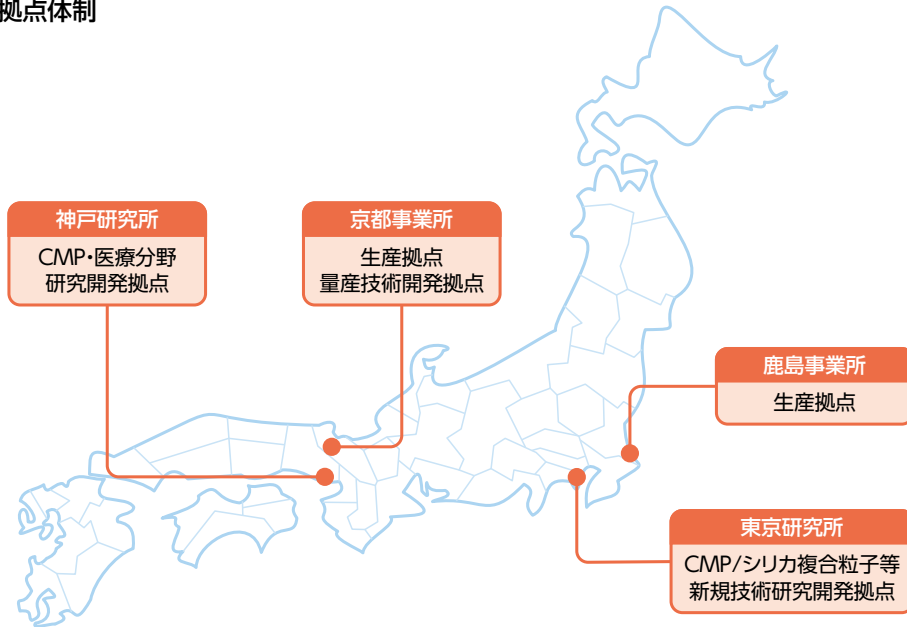 拠点体制
神戸研究所
CMP・医療分野
研究開発拠点
京都事業所
生産拠点
量産技術開発拠点
鹿島事業所
生産拠点
東京研究所
CMP/シリカ複合粒子等
新規技術研究開発拠点